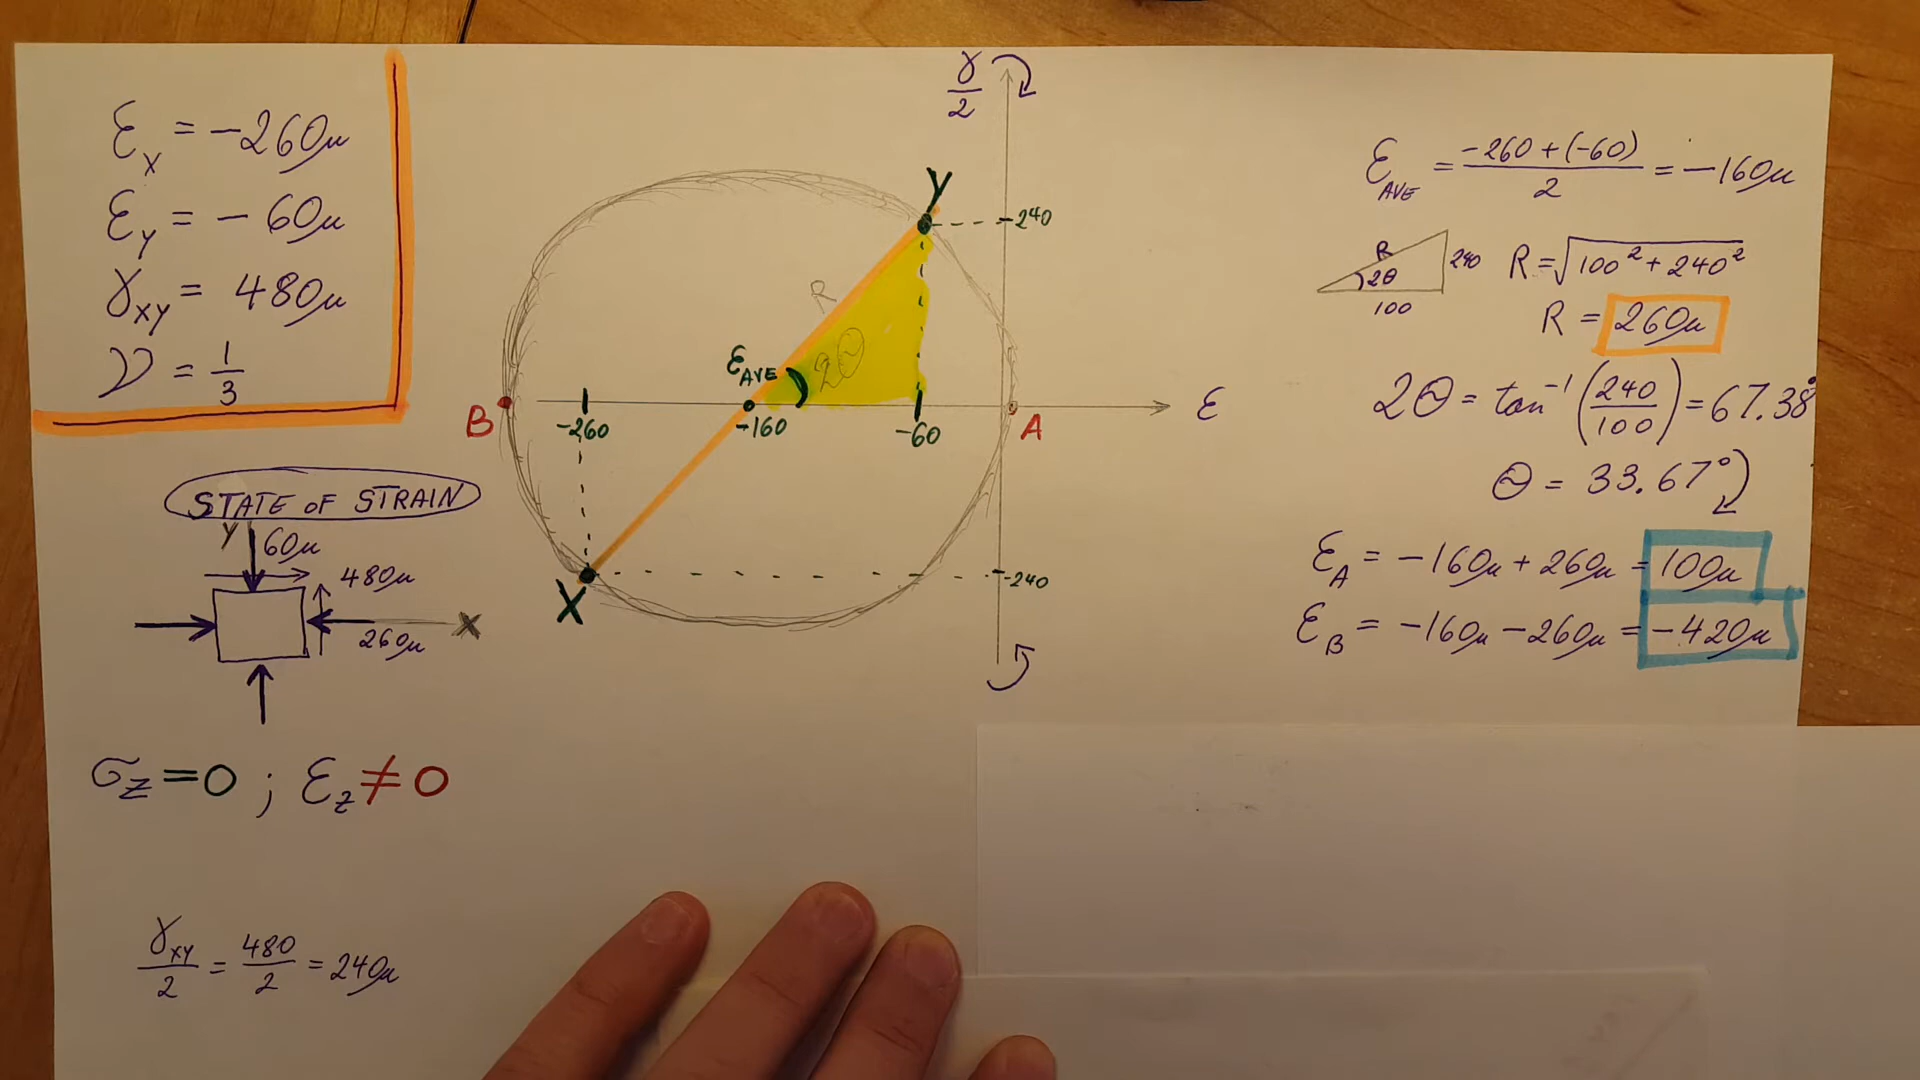 εx = -260μ
εy = -60μ
γxy = 480μ
ν = 1/3
STATE OF STRAIN
Y
60μ
480μ
X
260μ
σz = 0 ; εz ≠ 0
γxy/2 = 480/2 = 240μ
γ/2
Y
240
R
εAVE
2θ
B
-260
-160
-60
A
ε
X
-240
εAVE = (-260 + (-60))/2 = -160μ
R
2θ
240
100
R = √(100² + 240²)
R = 260μ
2θ = tan⁻¹(240/100) = 67.38°
θ = 33.67°
εA = -160μ + 260μ = 100μ
εB = -160μ - 260μ = -420μ